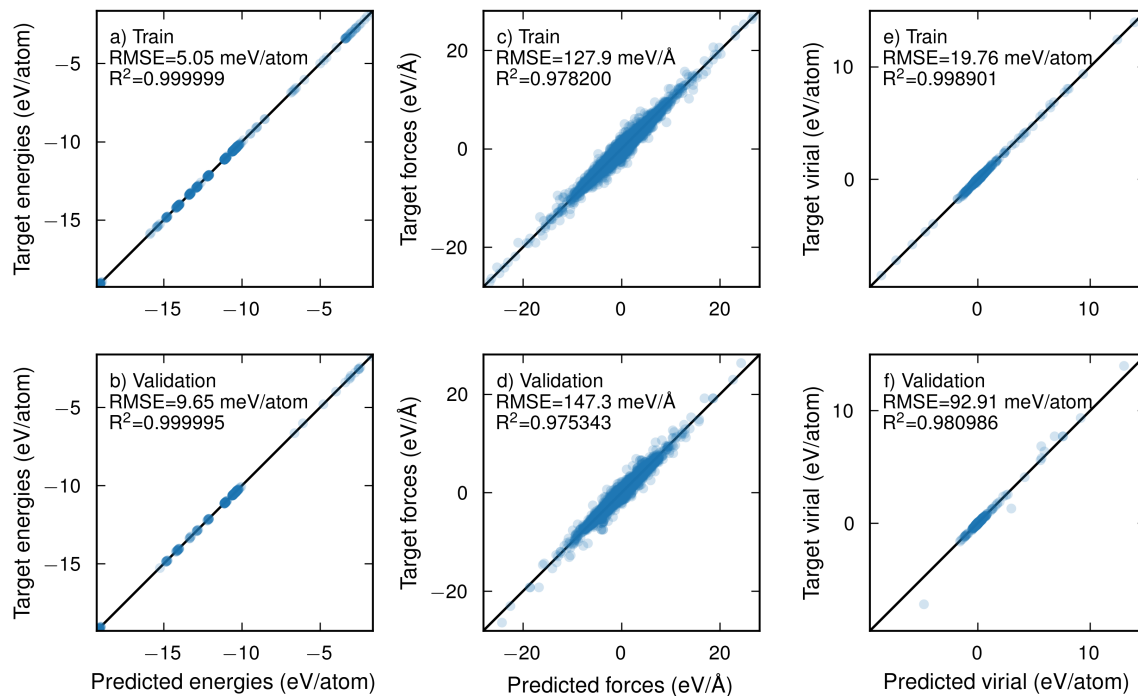 a) Train
RMSE=5.05 meV/atom
R²=0.999999
Target energies (eV/atom)
−5
−10
−15
−15
−10
−5
c) Train
RMSE=127.9 meV/Å
R²=0.978200
Target forces (eV/Å)
20
0
−20
−20
0
20
e) Train
RMSE=19.76 meV/atom
R²=0.998901
Target virial (eV/atom)
10
0
0
10
b) Validation
RMSE=9.65 meV/atom
R²=0.999995
Target energies (eV/atom)
−5
−10
−15
−15
−10
−5
Predicted energies (eV/atom)
d) Validation
RMSE=147.3 meV/Å
R²=0.975343
Target forces (eV/Å)
20
0
−20
−20
0
20
Predicted forces (eV/Å)
f) Validation
RMSE=92.91 meV/atom
R²=0.980986
Target virial (eV/atom)
10
0
0
10
Predicted virial (eV/atom)